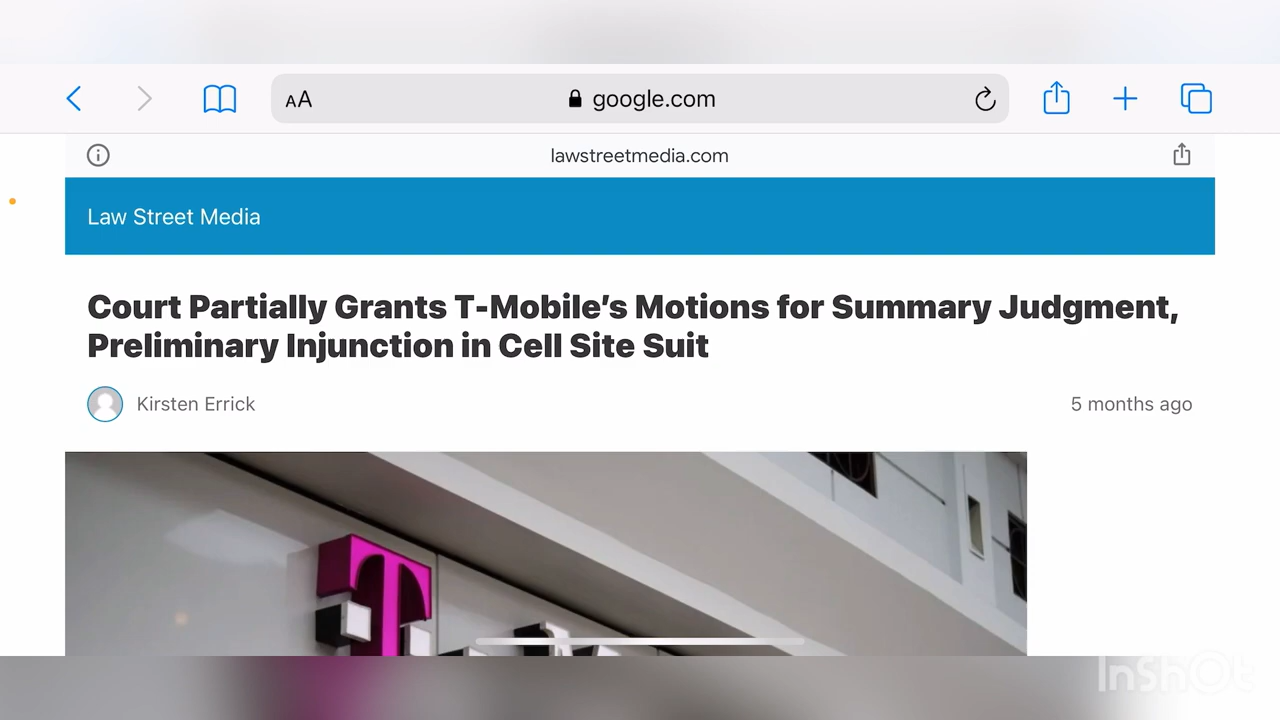 AA google.com
lawstreetmedia.com
Law Street Media
Court Partially Grants T-Mobile’s Motions for Summary Judgment,
Preliminary Injunction in Cell Site Suit
Kirsten Errick 5 months ago
T
InShOt